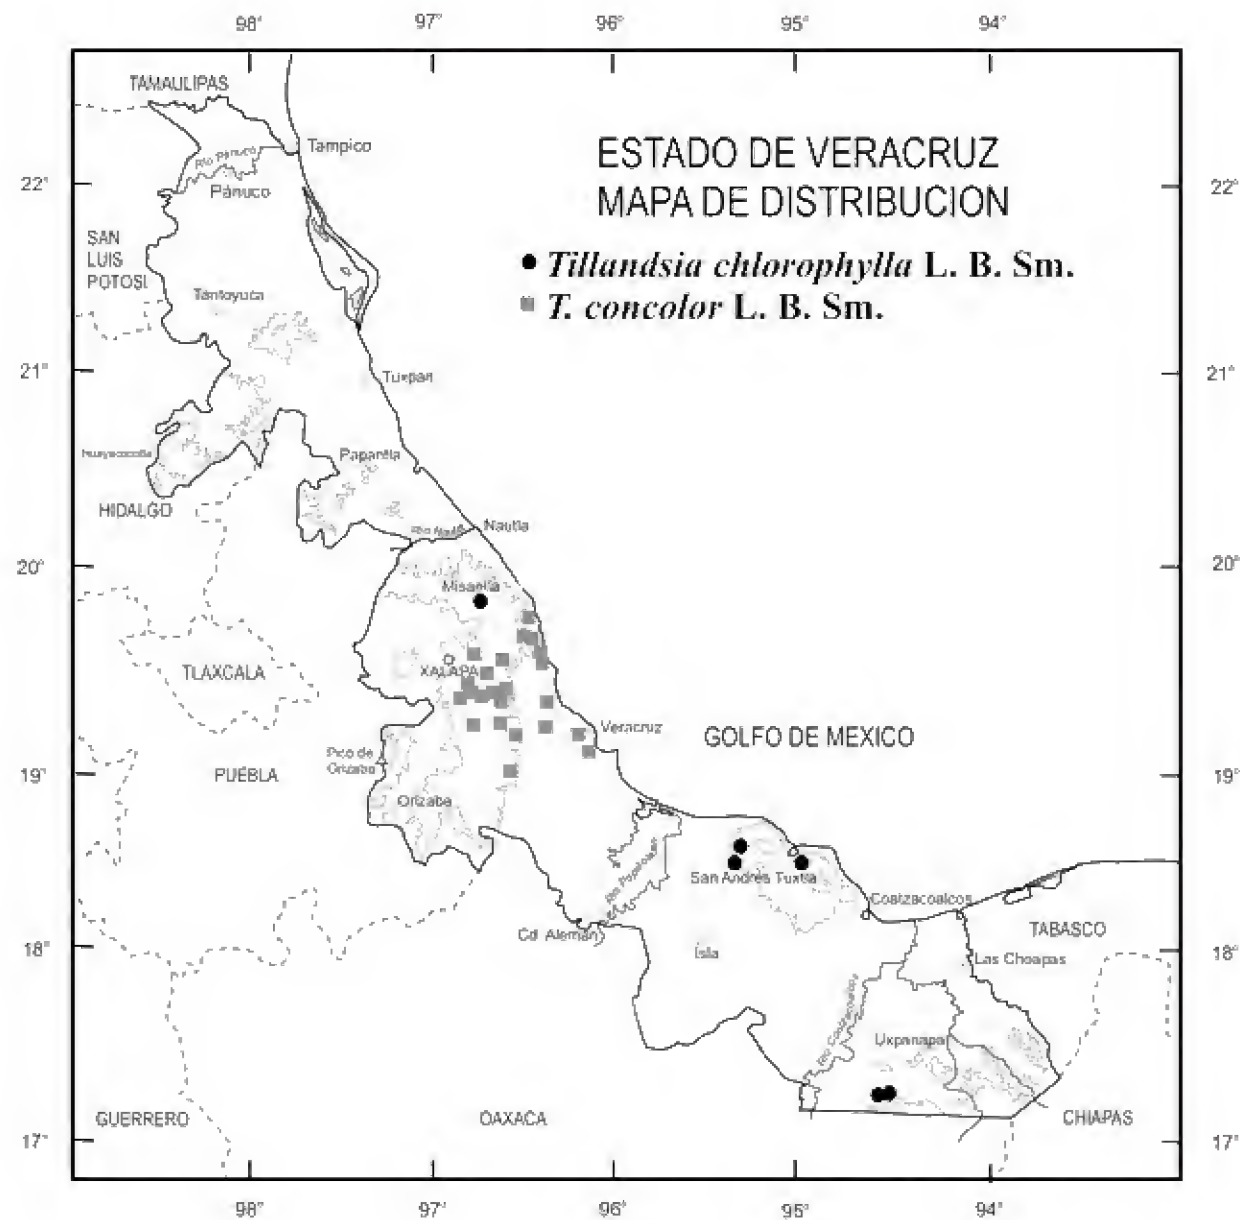 98° 97° 96° 95° 94°
TAMAULIPAS
Tampico
Río Pánuco
Pánuco
ESTADO DE VERACRUZ
MAPA DE DISTRIBUCION
22° 22°
SAN
LUIS
POTOSI
● Tillandsia chlorophylla L. B. Sm.
■ T. concolor L. B. Sm.
Tantoyuca
21° 21°
Tuxpan
Huayacocotla
Papantla
HIDALGO
Nautla
Río Nautla
20° 20°
Misantla
TLAXCALA
XALAPA
Veracruz
GOLFO DE MEXICO
Pico de
Orizaba
PUEBLA
19° 19°
Orizaba
Río Papaloapan
San Andrés Tuxtla
Coatzacoalcos
Cd. Alemán
TABASCO
18° 18°
Isla
Las Choapas
Río Coatzacoalcos
Uxpanapa
GUERRERO
OAXACA
CHIAPAS
17° 17°
98° 97° 96° 95° 94°